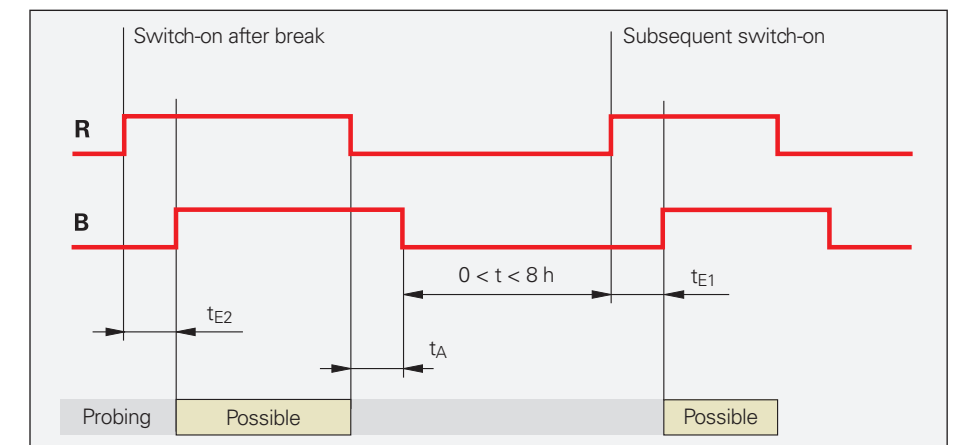 Switch-on after break
Subsequent switch-on
R
B
0 < t < 8 h
tE1
tE2
tA
Probing
Possible
Possible